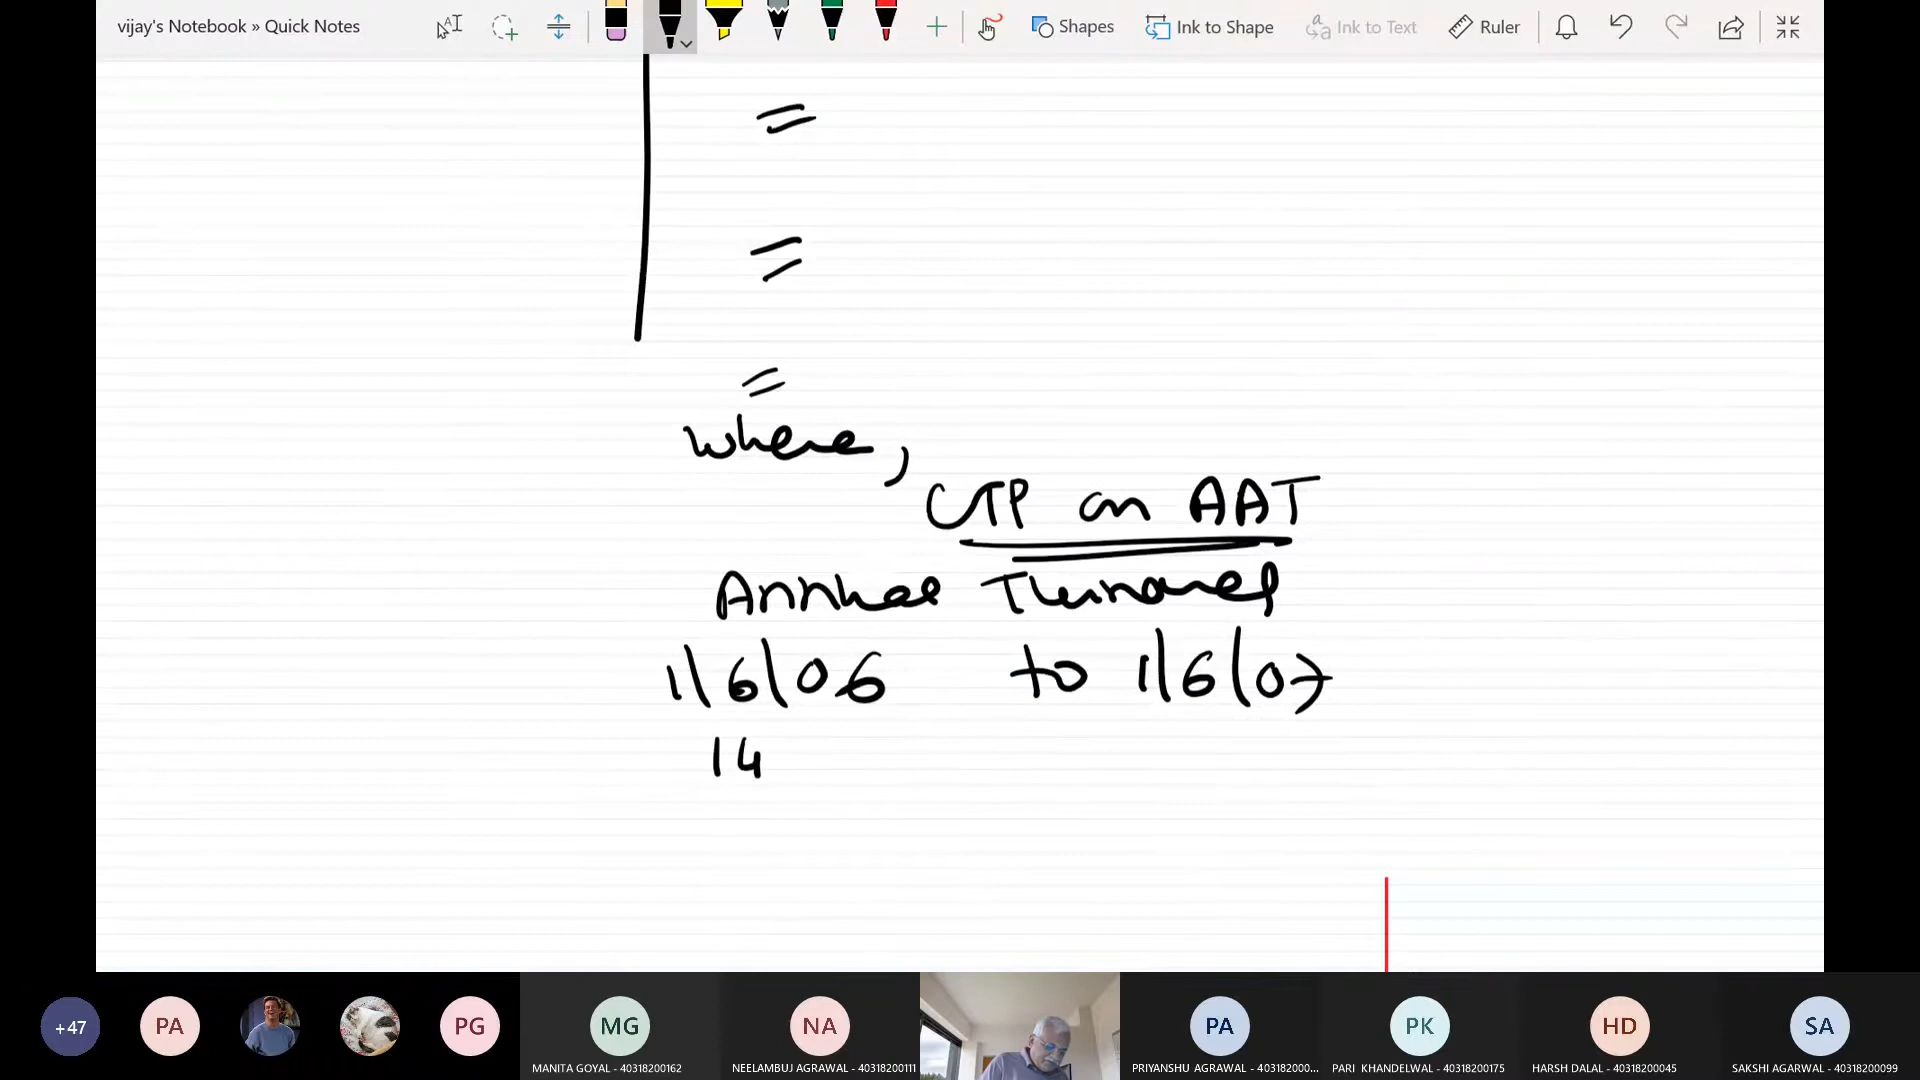 vijay's Notebook » Quick Notes
Shapes
Ink to Shape
Ink to Text
Ruler
=
=
=
where,
GTP on AAT
Annual Turnover
1/6/06 to 1/6/07
14
+47
PA
PG
MG
NA
PA
PK
HD
SA
MANITA GOYAL - 40318200162
NEELAMBUJ AGRAWAL - 40318200111
PRIYANSHU AGRAWAL - 403182000...
PARI KHANDELWAL - 40318200175
HARSH DALAL - 40318200045
SAKSHI AGARWAL - 40318200099